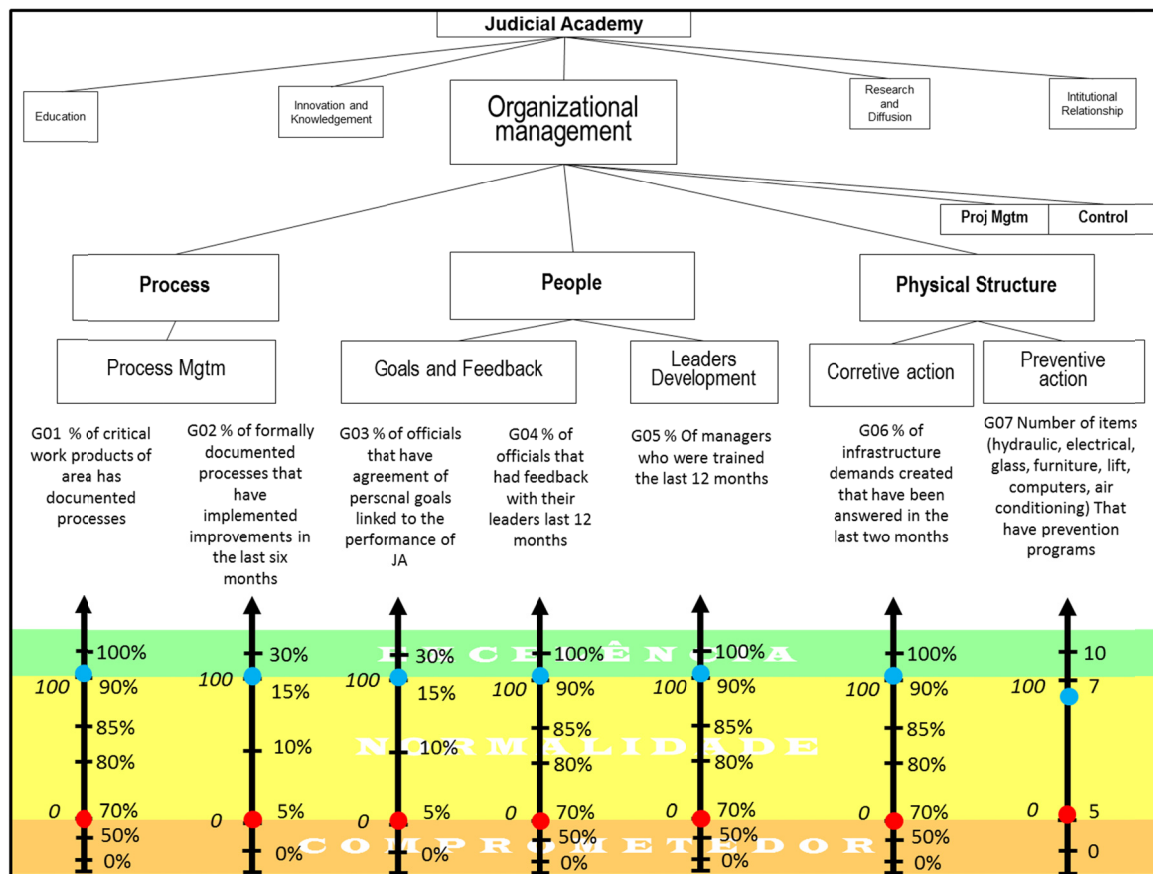 Judicial Academy
Education
Innovation and
Knowledgement
Organizational
management
Research
and
Diffusion
Intitutional
Relationship
Proj Mgtm
Control
Process
People
Physical Structure
Process Mgtm
Goals and Feedback
Leaders
Development
Corretive action
Preventive
action
G01 % of critical
work products of
area has
documented
processes
G02 % of formally
documented
processes that
have
implemented
improvements in
the last six
months
G03 % of officials
that have
agreement of
personal goals
linked to the
performance of
JA
G04 % of
officials that
had feedback
with their
leaders last 12
months
G05 % Of managers
who were trained
the last 12 months
G06 % of
infrastructure
demands created
that have been
answered in the
last two months
G07 Number of items
(hydraulic, electrical,
glass, furniture, lift,
computers, air
conditioning) That
have prevention
programs
EXCELÊNCIA
100% 30% 30% 100% 100% 100% 10
100 90% 100 15% 100 15% 100 90% 100 90% 100 90% 100 7
85% 85% 85% 85%
NORMALIDADE
10% 10%
80% 80% 80% 80%
0 70% 0 5% 0 5% 0 70% 0 70% 0 70% 0 5
50% 50% 50% 50%
COMPROMETEDOR
0% 0% 0% 0% 0% 0% 0